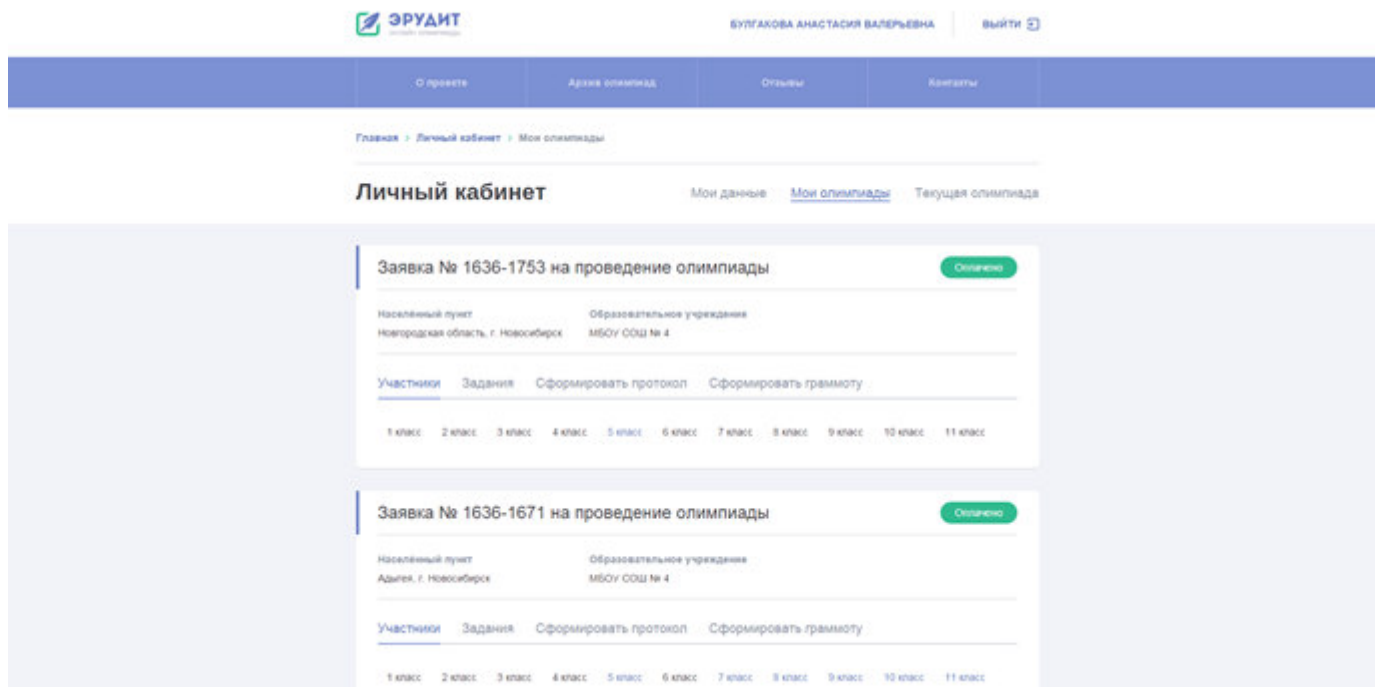 ЭРУДИТ
онлайн олимпиады
БУЛГАКОВА АНАСТАСИЯ ВАЛЕРЬЕВНА
ВЫЙТИ
О проекте
Архив олимпиад
Отзывы
Контакты
Главная > Личный кабинет > Мои олимпиады
Личный кабинет
Мои данные
Мои олимпиады
Текущая олимпиада
Заявка № 1636-1753 на проведение олимпиады
Оплачено
Населённый пункт
Образовательное учреждение
Новгородская область, г. Новосибирск
МБОУ СОШ № 4
Участники Задания Сформировать протокол Сформировать граммоту
1 класс 2 класс 3 класс 4 класс 5 класс 6 класс 7 класс 8 класс 9 класс 10 класс 11 класс
Заявка № 1636-1671 на проведение олимпиады
Оплачено
Населённый пункт
Образовательное учреждение
Адыгея, г. Новосибирск
МБОУ СОШ № 4
Участники Задания Сформировать протокол Сформировать граммоту
1 класс 2 класс 3 класс 4 класс 5 класс 6 класс 7 класс 8 класс 9 класс 10 класс 11 класс